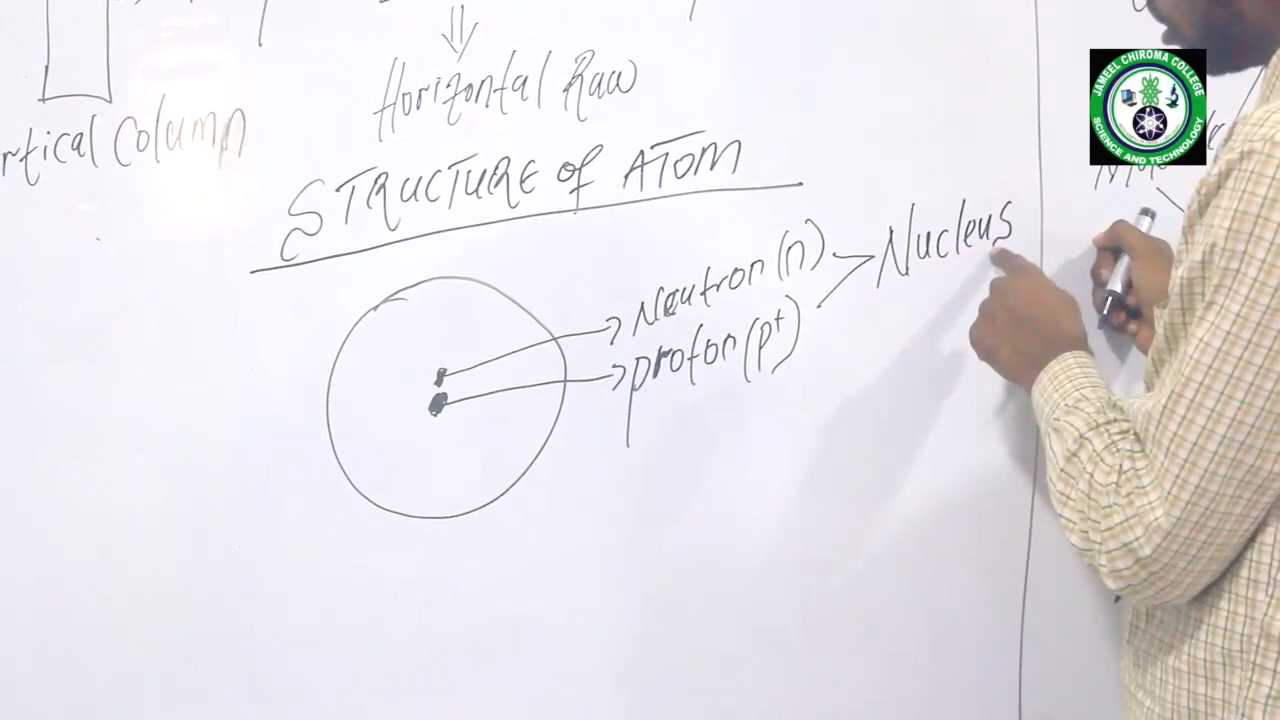 rtical Column
Horizontal Raw
STRUCTURE of ATOM
Neutron (n)
proton (p+)
Nucleus
JAMEEL CHIROMA COLLEGE
SCIENCE AND TECHNOLOGY